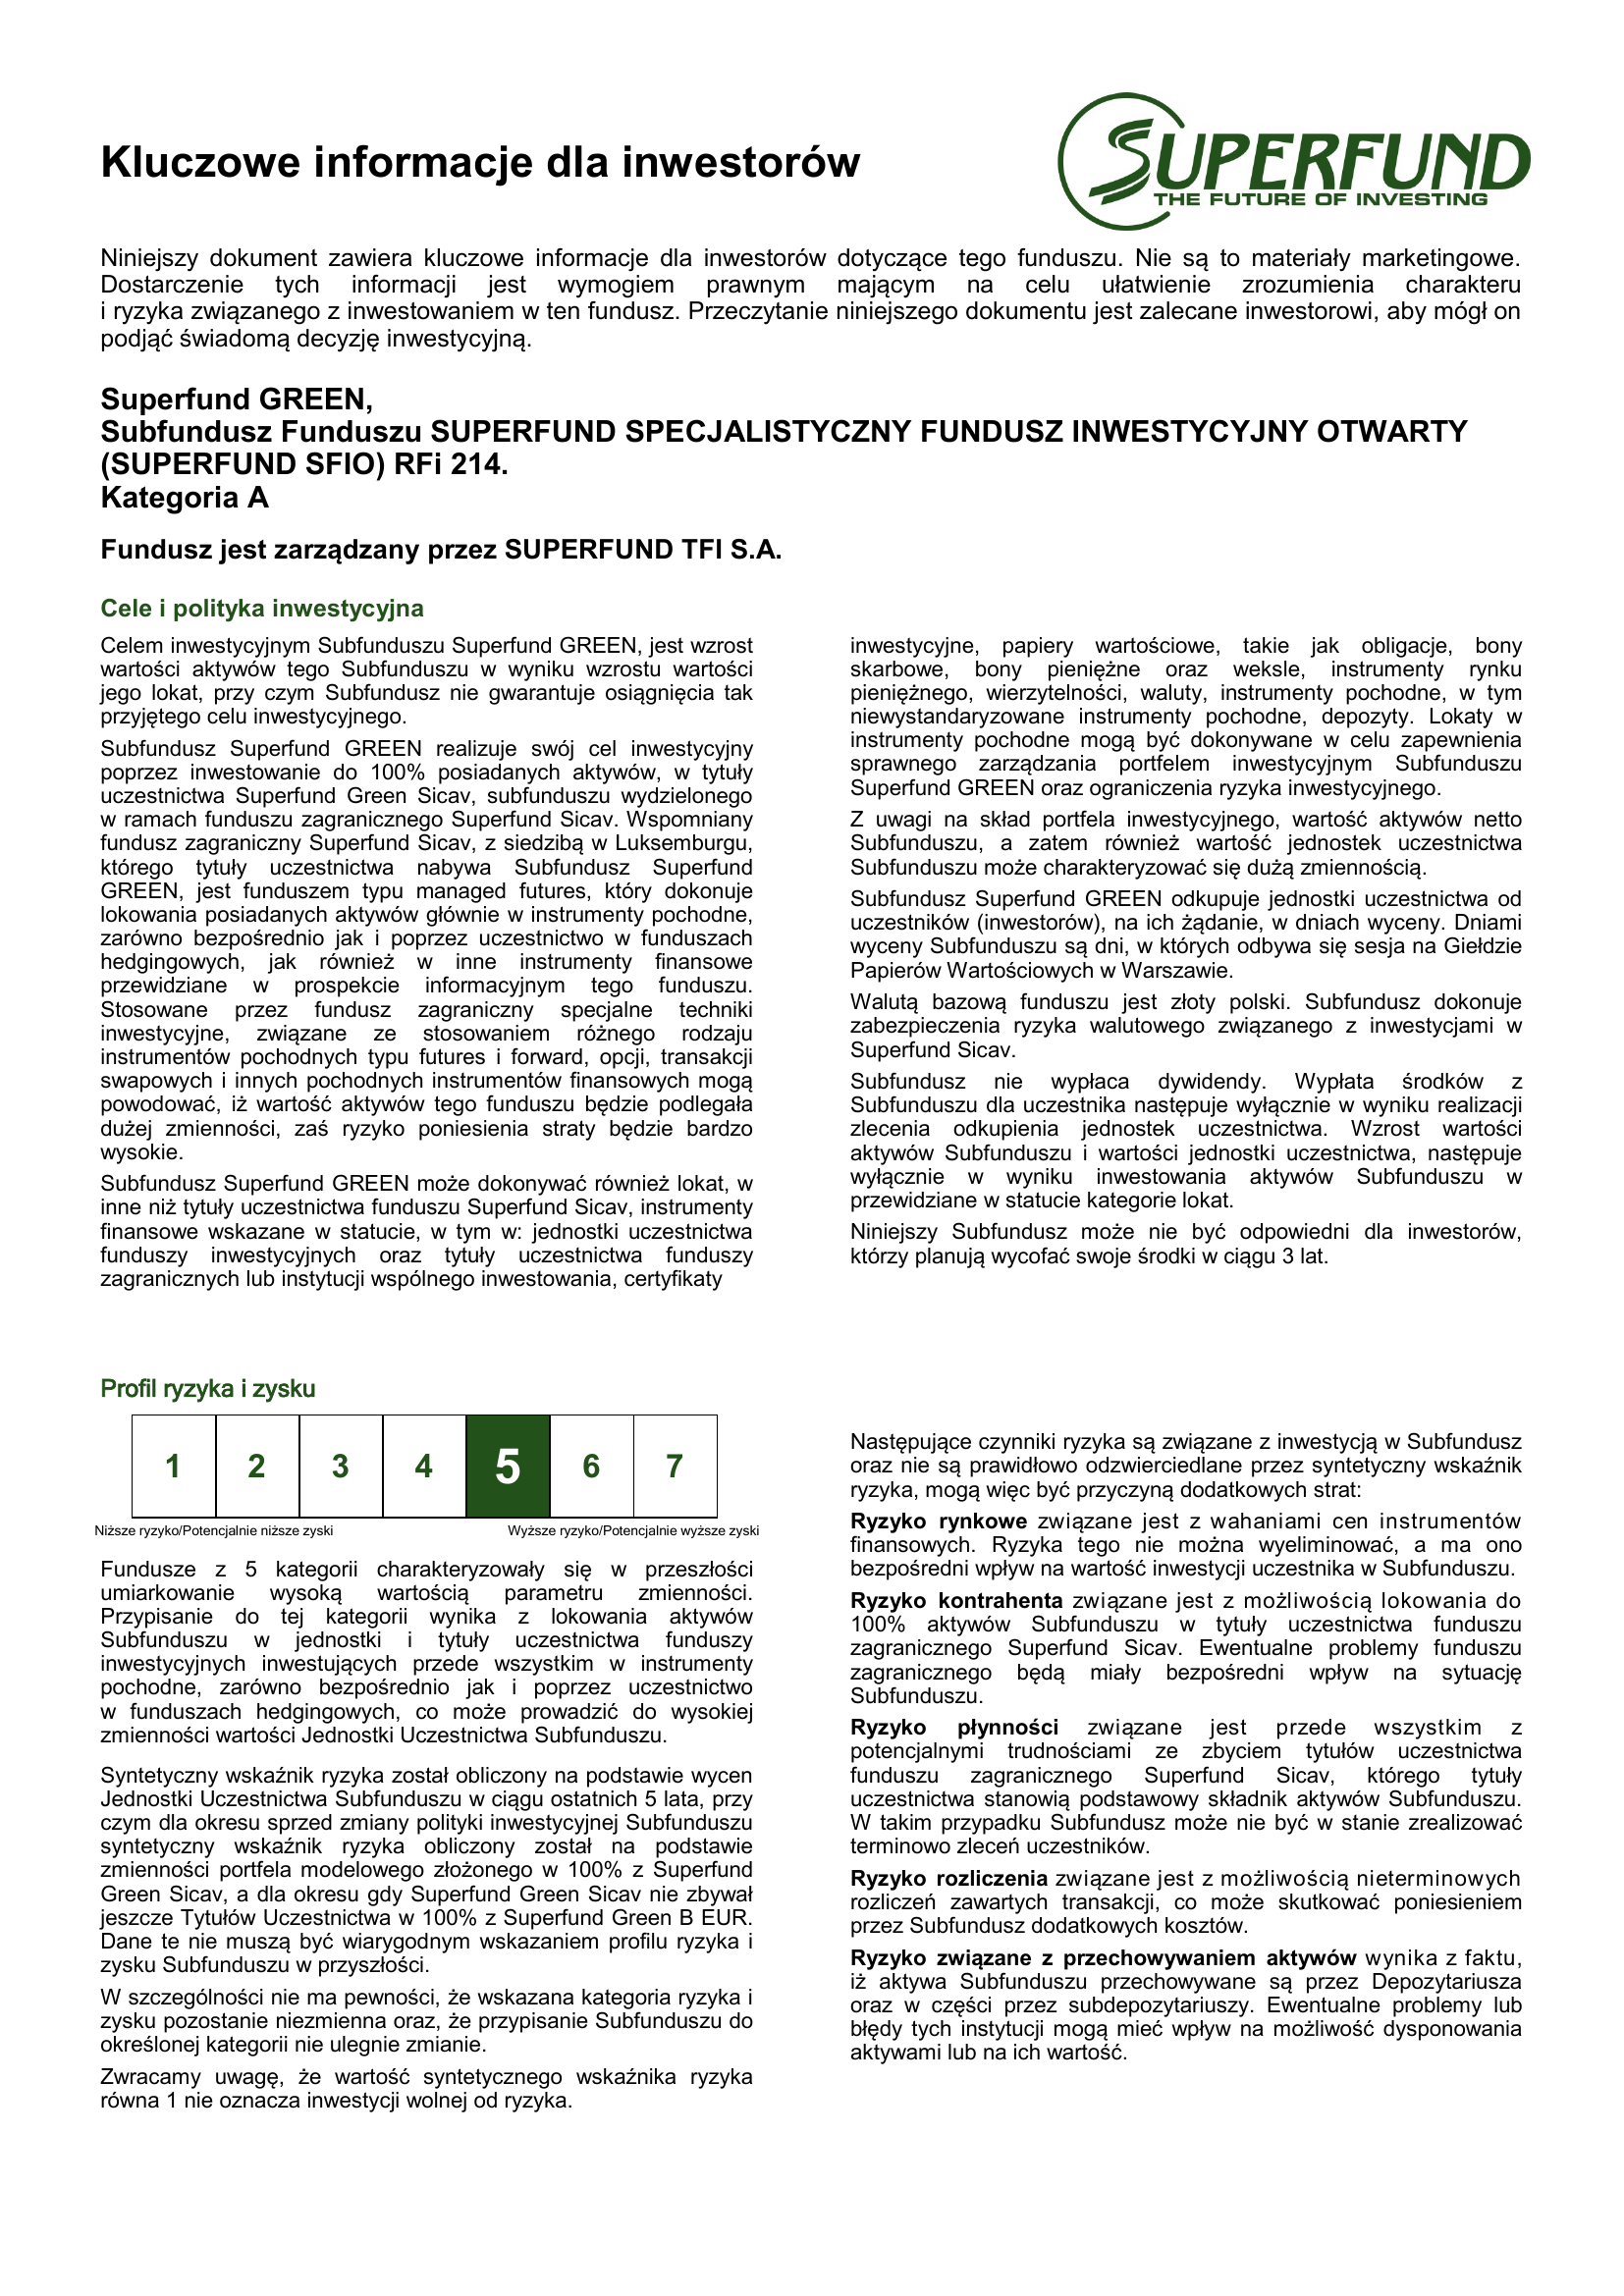 Kluczowe informacje dla inwestorów
SUPERFUND
THE FUTURE OF INVESTING
Niniejszy dokument zawiera kluczowe informacje dla inwestorów dotyczące tego funduszu. Nie są to materiały marketingowe.
Dostarczenie tych informacji jest wymogiem prawnym mającym na celu ułatwienie zrozumienia charakteru
i ryzyka związanego z inwestowaniem w ten fundusz. Przeczytanie niniejszego dokumentu jest zalecane inwestorowi, aby mógł on
podjąć świadomą decyzję inwestycyjną.
Superfund GREEN,
Subfundusz Funduszu SUPERFUND SPECJALISTYCZNY FUNDUSZ INWESTYCYJNY OTWARTY
(SUPERFUND SFIO) RFi 214.
Kategoria A
Fundusz jest zarządzany przez SUPERFUND TFI S.A.
Cele i polityka inwestycyjna
Celem inwestycyjnym Subfunduszu Superfund GREEN, jest wzrost
wartości aktywów tego Subfunduszu w wyniku wzrostu wartości
jego lokat, przy czym Subfundusz nie gwarantuje osiągnięcia tak
przyjętego celu inwestycyjnego.
Subfundusz Superfund GREEN realizuje swój cel inwestycyjny
poprzez inwestowanie do 100% posiadanych aktywów, w tytuły
uczestnictwa Superfund Green Sicav, subfunduszu wydzielonego
w ramach funduszu zagranicznego Superfund Sicav. Wspomniany
fundusz zagraniczny Superfund Sicav, z siedzibą w Luksemburgu,
którego tytuły uczestnictwa nabywa Subfundusz Superfund
GREEN, jest funduszem typu managed futures, który dokonuje
lokowania posiadanych aktywów głównie w instrumenty pochodne,
zarówno bezpośrednio jak i poprzez uczestnictwo w funduszach
hedgingowych, jak również w inne instrumenty finansowe
przewidziane w prospekcie informacyjnym tego funduszu.
Stosowane przez fundusz zagraniczny specjalne techniki
inwestycyjne, związane ze stosowaniem różnego rodzaju
instrumentów pochodnych typu futures i forward, opcji, transakcji
swapowych i innych pochodnych instrumentów finansowych mogą
powodować, iż wartość aktywów tego funduszu będzie podlegała
dużej zmienności, zaś ryzyko poniesienia straty będzie bardzo
wysokie.
Subfundusz Superfund GREEN może dokonywać również lokat, w
inne niż tytuły uczestnictwa funduszu Superfund Sicav, instrumenty
finansowe wskazane w statucie, w tym w: jednostki uczestnictwa
funduszy inwestycyjnych oraz tytuły uczestnictwa funduszy
zagranicznych lub instytucji wspólnego inwestowania, certyfikaty
inwestycyjne, papiery wartościowe, takie jak obligacje, bony
skarbowe, bony pieniężne oraz weksle, instrumenty rynku
pieniężnego, wierzytelności, waluty, instrumenty pochodne, w tym
niewystandaryzowane instrumenty pochodne, depozyty. Lokaty w
instrumenty pochodne mogą być dokonywane w celu zapewnienia
sprawnego zarządzania portfelem inwestycyjnym Subfunduszu
Superfund GREEN oraz ograniczenia ryzyka inwestycyjnego.
Z uwagi na skład portfela inwestycyjnego, wartość aktywów netto
Subfunduszu, a zatem również wartość jednostek uczestnictwa
Subfunduszu może charakteryzować się dużą zmiennością.
Subfundusz Superfund GREEN odkupuje jednostki uczestnictwa od
uczestników (inwestorów), na ich żądanie, w dniach wyceny. Dniami
wyceny Subfunduszu są dni, w których odbywa się sesja na Giełdzie
Papierów Wartościowych w Warszawie.
Walutą bazową funduszu jest złoty polski. Subfundusz dokonuje
zabezpieczenia ryzyka walutowego związanego z inwestycjami w
Superfund Sicav.
Subfundusz nie wypłaca dywidendy. Wypłata środków z
Subfunduszu dla uczestnika następuje wyłącznie w wyniku realizacji
zlecenia odkupienia jednostek uczestnictwa. Wzrost wartości
aktywów Subfunduszu i wartości jednostki uczestnictwa, następuje
wyłącznie w wyniku inwestowania aktywów Subfunduszu w
przewidziane w statucie kategorie lokat.
Niniejszy Subfundusz może nie być odpowiedni dla inwestorów,
którzy planują wycofać swoje środki w ciągu 3 lat.
Profil ryzyka i zysku
1 2 3 4 5 6 7
Niższe ryzyko/Potencjalnie niższe zyski Wyższe ryzyko/Potencjalnie wyższe zyski
Fundusze z 5 kategorii charakteryzowały się w przeszłości
umiarkowanie wysoką wartością parametru zmienności.
Przypisanie do tej kategorii wynika z lokowania aktywów
Subfunduszu w jednostki i tytuły uczestnictwa funduszy
inwestycyjnych inwestujących przede wszystkim w instrumenty
pochodne, zarówno bezpośrednio jak i poprzez uczestnictwo
w funduszach hedgingowych, co może prowadzić do wysokiej
zmienności wartości Jednostki Uczestnictwa Subfunduszu.
Syntetyczny wskaźnik ryzyka został obliczony na podstawie wycen
Jednostki Uczestnictwa Subfunduszu w ciągu ostatnich 5 lata, przy
czym dla okresu sprzed zmiany polityki inwestycyjnej Subfunduszu
syntetyczny wskaźnik ryzyka obliczony został na podstawie
zmienności portfela modelowego złożonego w 100% z Superfund
Green Sicav, a dla okresu gdy Superfund Green Sicav nie zbywał
jeszcze Tytułów Uczestnictwa w 100% z Superfund Green B EUR.
Dane te nie muszą być wiarygodnym wskazaniem profilu ryzyka i
zysku Subfunduszu w przyszłości.
W szczególności nie ma pewności, że wskazana kategoria ryzyka i
zysku pozostanie niezmienna oraz, że przypisanie Subfunduszu do
określonej kategorii nie ulegnie zmianie.
Zwracamy uwagę, że wartość syntetycznego wskaźnika ryzyka
równa 1 nie oznacza inwestycji wolnej od ryzyka.
Następujące czynniki ryzyka są związane z inwestycją w Subfundusz
oraz nie są prawidłowo odzwierciedlane przez syntetyczny wskaźnik
ryzyka, mogą więc być przyczyną dodatkowych strat:
Ryzyko rynkowe związane jest z wahaniami cen instrumentów
finansowych. Ryzyka tego nie można wyeliminować, a ma ono
bezpośredni wpływ na wartość inwestycji uczestnika w Subfunduszu.
Ryzyko kontrahenta związane jest z możliwością lokowania do
100% aktywów Subfunduszu w tytuły uczestnictwa funduszu
zagranicznego Superfund Sicav. Ewentualne problemy funduszu
zagranicznego będą miały bezpośredni wpływ na sytuację
Subfunduszu.
Ryzyko płynności związane jest przede wszystkim z
potencjalnymi trudnościami ze zbyciem tytułów uczestnictwa
funduszu zagranicznego Superfund Sicav, którego tytuły
uczestnictwa stanowią podstawowy składnik aktywów Subfunduszu.
W takim przypadku Subfundusz może nie być w stanie zrealizować
terminowo zleceń uczestników.
Ryzyko rozliczenia związane jest z możliwością nieterminowych
rozliczeń zawartych transakcji, co może skutkować poniesieniem
przez Subfundusz dodatkowych kosztów.
Ryzyko związane z przechowywaniem aktywów wynika z faktu,
iż aktywa Subfunduszu przechowywane są przez Depozytariusza
oraz w części przez subdepozytariuszy. Ewentualne problemy lub
błędy tych instytucji mogą mieć wpływ na możliwość dysponowania
aktywami lub na ich wartość.